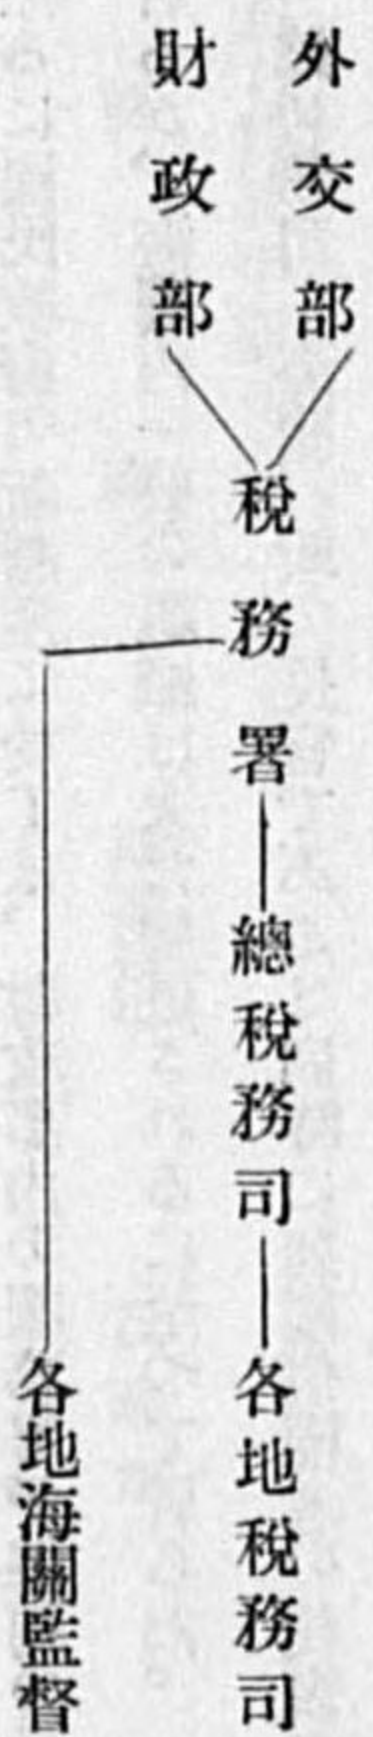 外交部
財政部
稅務署
總稅務司
各地稅務司
各地海關監督